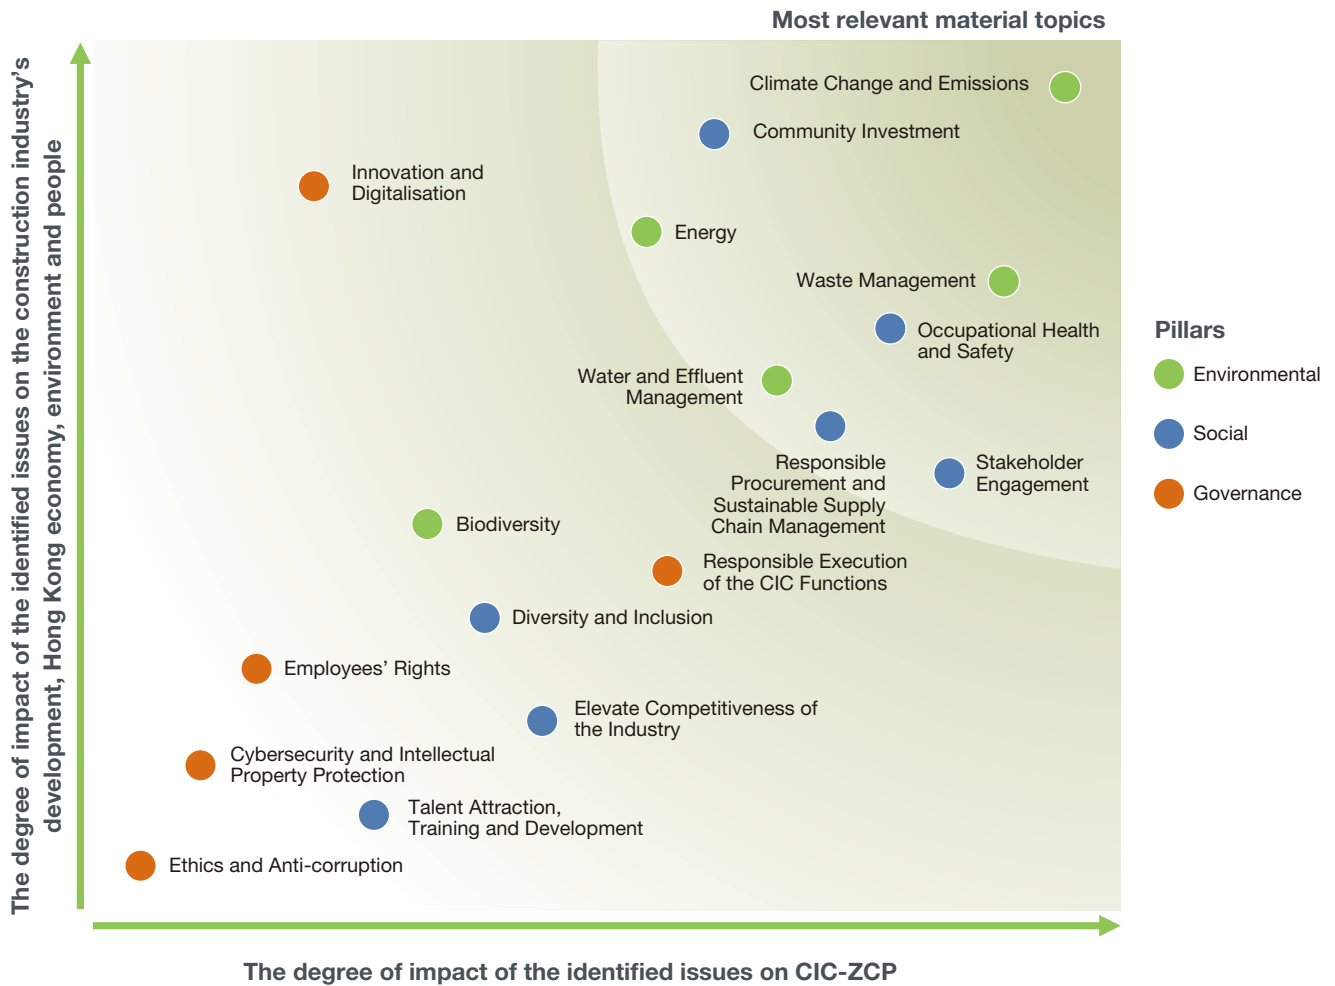 Most relevant material topics
The degree of impact of the identified issues on the construction industry's
development, Hong Kong economy, environment and people
Climate Change and Emissions
Community Investment
Innovation and
Digitalisation
Energy
Waste Management
Occupational Health
and Safety
Water and Effluent
Management
Responsible
Procurement and
Sustainable Supply
Chain Management
Stakeholder
Engagement
Biodiversity
Responsible Execution
of the CIC Functions
Diversity and Inclusion
Employees' Rights
Elevate Competitiveness of
the Industry
Cybersecurity and Intellectual
Property Protection
Talent Attraction,
Training and Development
Ethics and Anti-corruption
The degree of impact of the identified issues on CIC-ZCP
Pillars
Environmental
Social
Governance